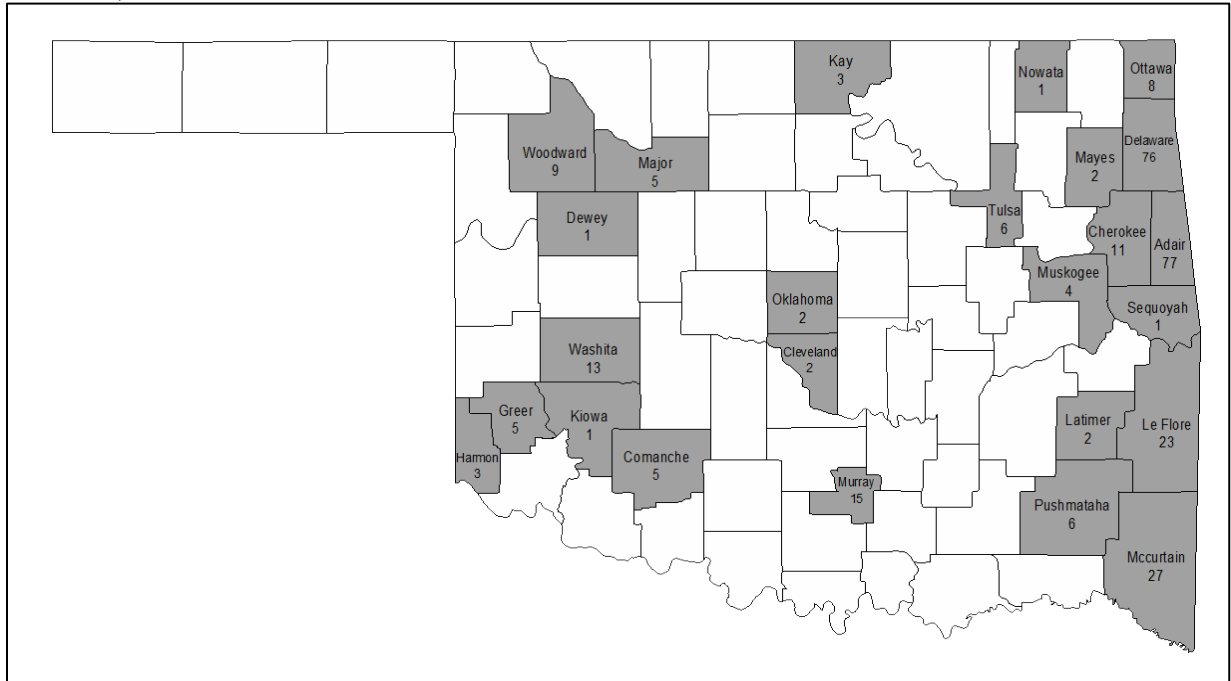 Kay
3
Nowata
1
Ottawa
8
Woodward
9
Major
5
Mayes
2
Delaware
76
Dewey
1
Tulsa
6
Cherokee
11
Adair
77
Muskogee
4
Oklahoma
2
Sequoyah
1
Cleveland
2
Washita
13
Greer
5
Kiowa
1
Latimer
2
Le Flore
23
Harmon
3
Comanche
5
Murray
15
Pushmataha
6
Mccurtain
27